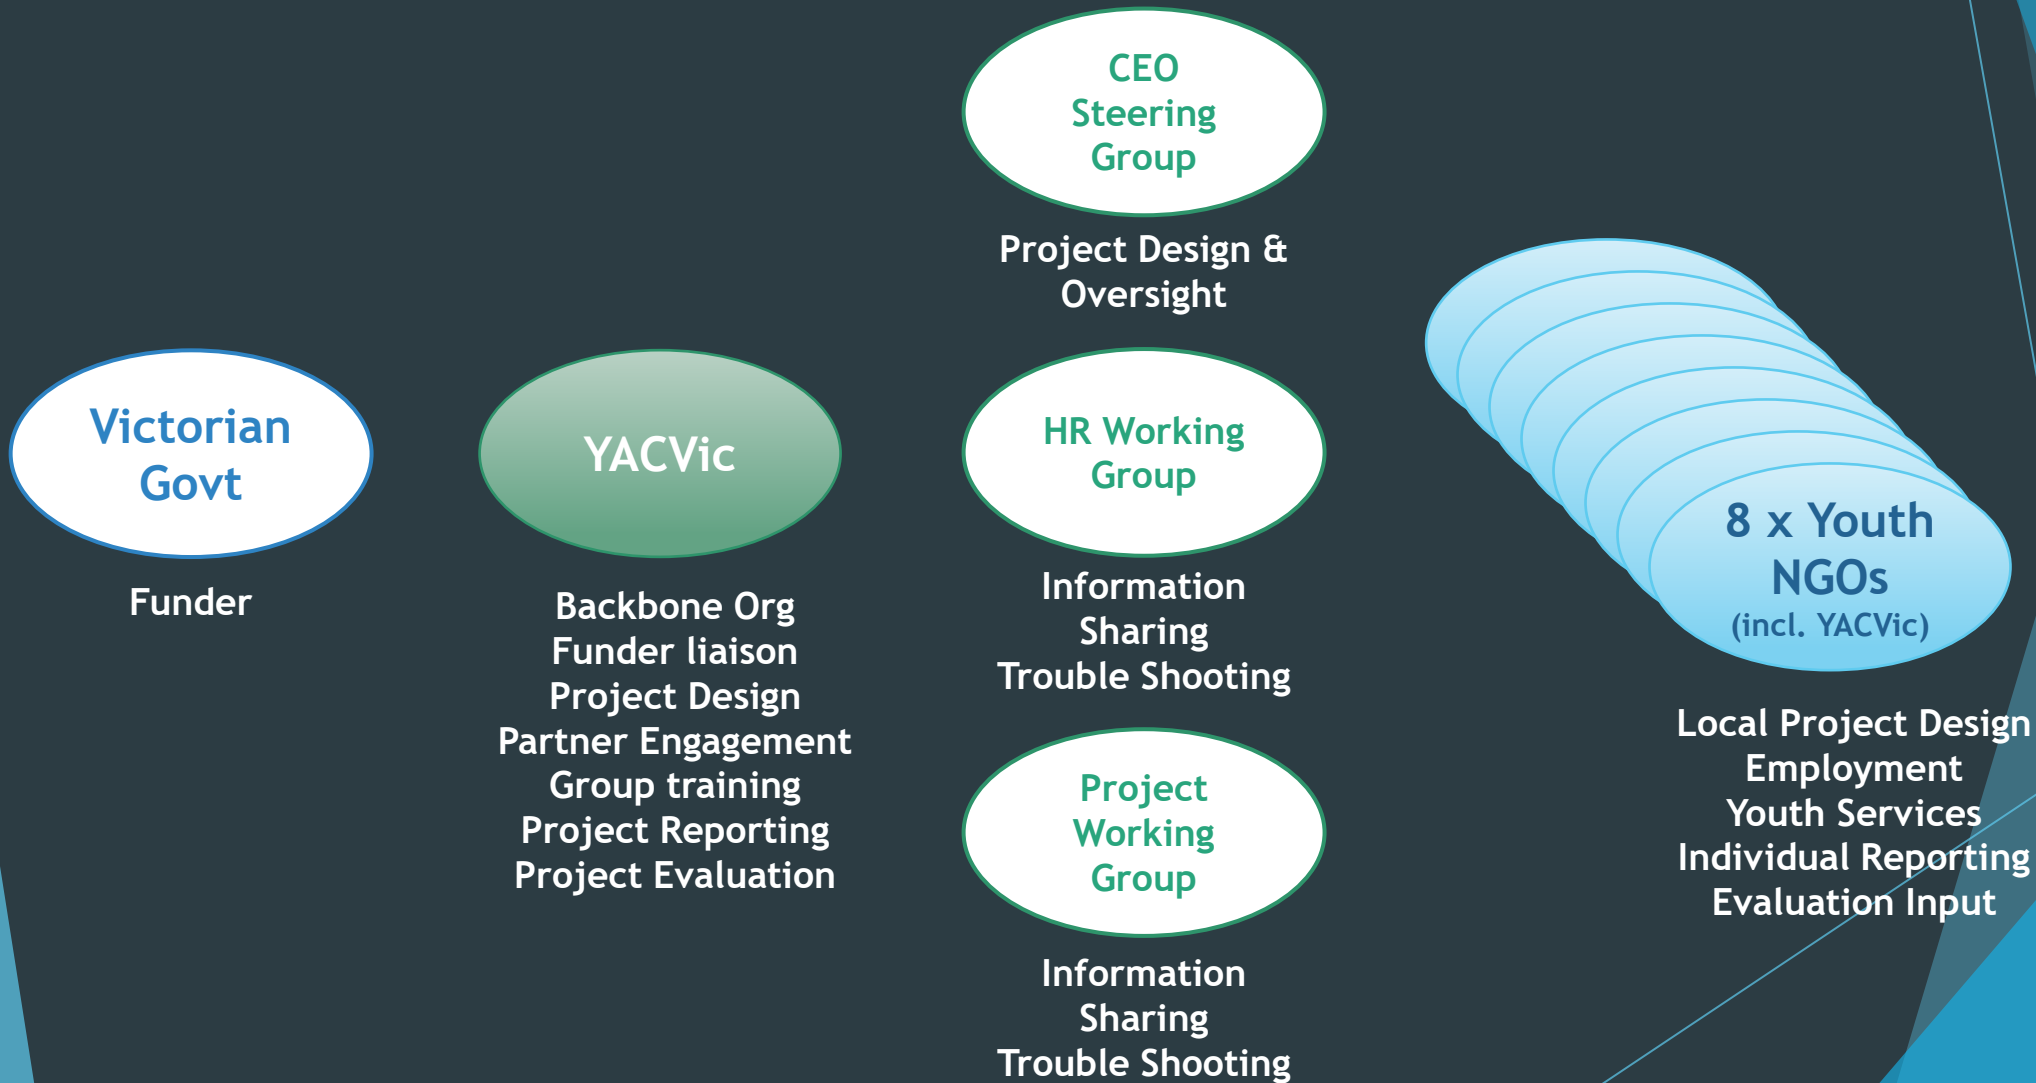 Victorian
Govt
Funder
YACVic
Backbone Org
Funder liaison
Project Design
Partner Engagement
Group training
Project Reporting
Project Evaluation
CEO
Steering
Group
Project Design &
Oversight
HR Working
Group
Information
Sharing
Trouble Shooting
Project
Working
Group
Information
Sharing
Trouble Shooting
8 x Youth
NGOs
(incl. YACVic)
Local Project Design
Employment
Youth Services
Individual Reporting
Evaluation Input